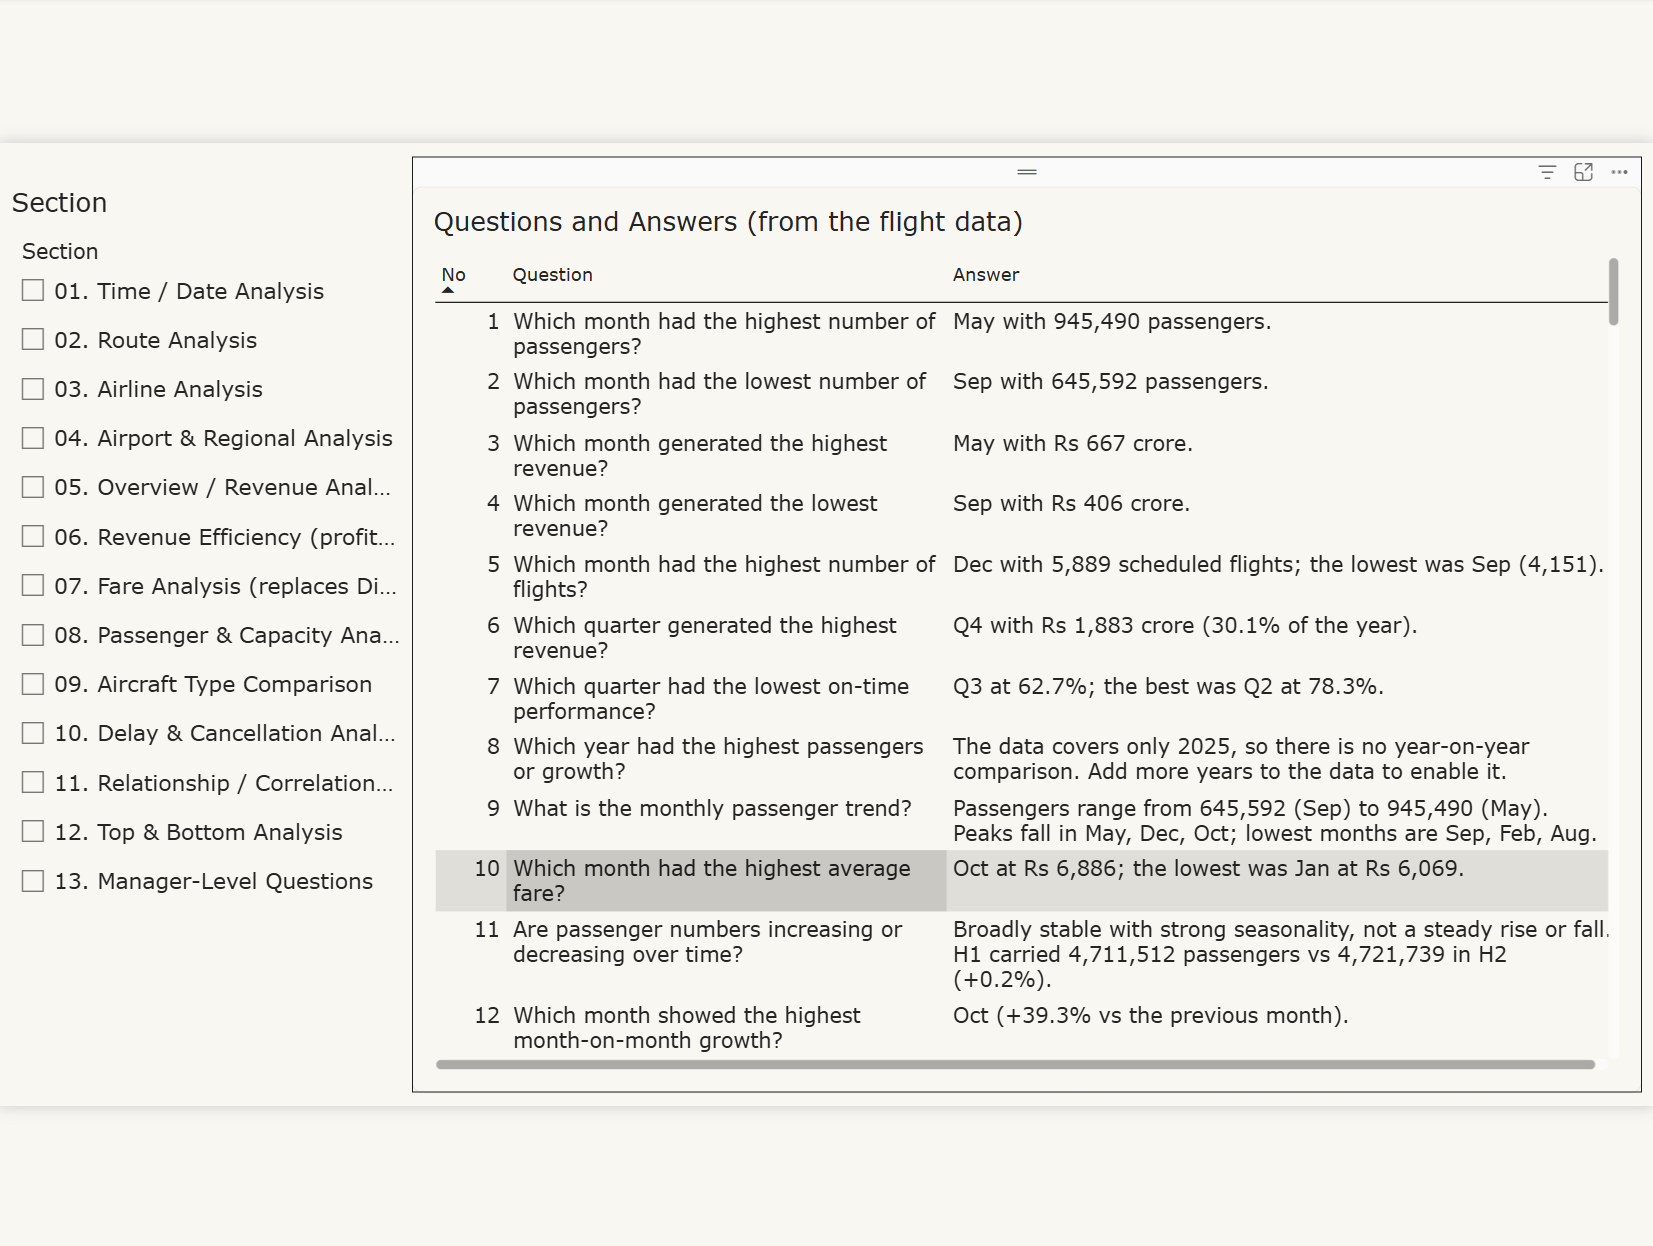 Section
Section
01. Time / Date Analysis
02. Route Analysis
03. Airline Analysis
04. Airport & Regional Analysis
05. Overview / Revenue Anal...
06. Revenue Efficiency (profit...
07. Fare Analysis (replaces Di...
08. Passenger & Capacity Ana...
09. Aircraft Type Comparison
10. Delay & Cancellation Anal...
11. Relationship / Correlation...
12. Top & Bottom Analysis
13. Manager-Level Questions
Questions and Answers (from the flight data)
No Question Answer
1 Which month had the highest number of May with 945,490 passengers.
passengers?
2 Which month had the lowest number of Sep with 645,592 passengers.
passengers?
3 Which month generated the highest May with Rs 667 crore.
revenue?
4 Which month generated the lowest Sep with Rs 406 crore.
revenue?
5 Which month had the highest number of Dec with 5,889 scheduled flights; the lowest was Sep (4,151).
flights?
6 Which quarter generated the highest Q4 with Rs 1,883 crore (30.1% of the year).
revenue?
7 Which quarter had the lowest on-time Q3 at 62.7%; the best was Q2 at 78.3%.
performance?
8 Which year had the highest passengers The data covers only 2025, so there is no year-on-year
or growth? comparison. Add more years to the data to enable it.
9 What is the monthly passenger trend? Passengers range from 645,592 (Sep) to 945,490 (May).
Peaks fall in May, Dec, Oct; lowest months are Sep, Feb, Aug.
10 Which month had the highest average Oct at Rs 6,886; the lowest was Jan at Rs 6,069.
fare?
11 Are passenger numbers increasing or Broadly stable with strong seasonality, not a steady rise or fall.
decreasing over time? H1 carried 4,711,512 passengers vs 4,721,739 in H2
(+0.2%).
12 Which month showed the highest Oct (+39.3% vs the previous month).
month-on-month growth?